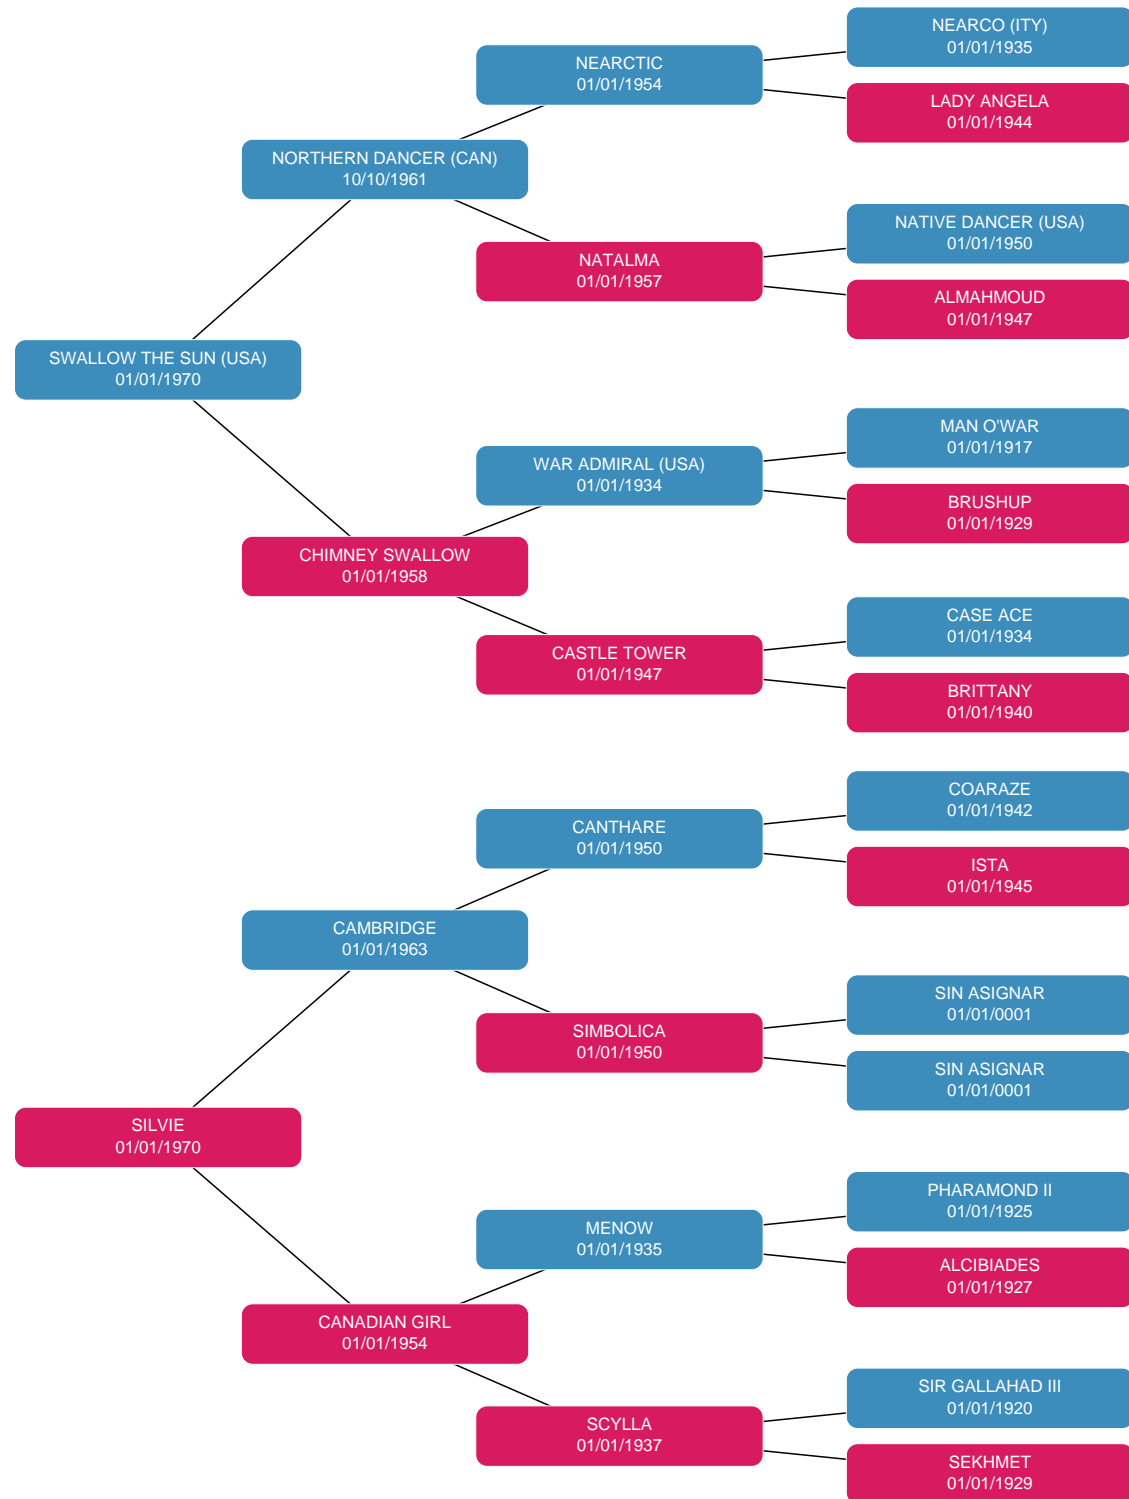 NEARCO (ITY)
01/01/1935
NEARCTIC
01/01/1954
LADY ANGELA
01/01/1944
NORTHERN DANCER (CAN)
10/10/1961
NATIVE DANCER (USA)
01/01/1950
NATALMA
01/01/1957
ALMAHMOUD
01/01/1947
SWALLOW THE SUN (USA)
01/01/1970
MAN O'WAR
01/01/1917
WAR ADMIRAL (USA)
01/01/1934
BRUSHUP
01/01/1929
CHIMNEY SWALLOW
01/01/1958
CASE ACE
01/01/1934
CASTLE TOWER
01/01/1947
BRITTANY
01/01/1940
COARAZE
01/01/1942
CANTHARE
01/01/1950
ISTA
01/01/1945
CAMBRIDGE
01/01/1963
SIN ASIGNAR
01/01/0001
SIMBOLICA
01/01/1950
SIN ASIGNAR
01/01/0001
SILVIE
01/01/1970
PHARAMOND II
01/01/1925
MENOW
01/01/1935
ALCIBIADES
01/01/1927
CANADIAN GIRL
01/01/1954
SIR GALLAHAD III
01/01/1920
SCYLLA
01/01/1937
SEKHMET
01/01/1929